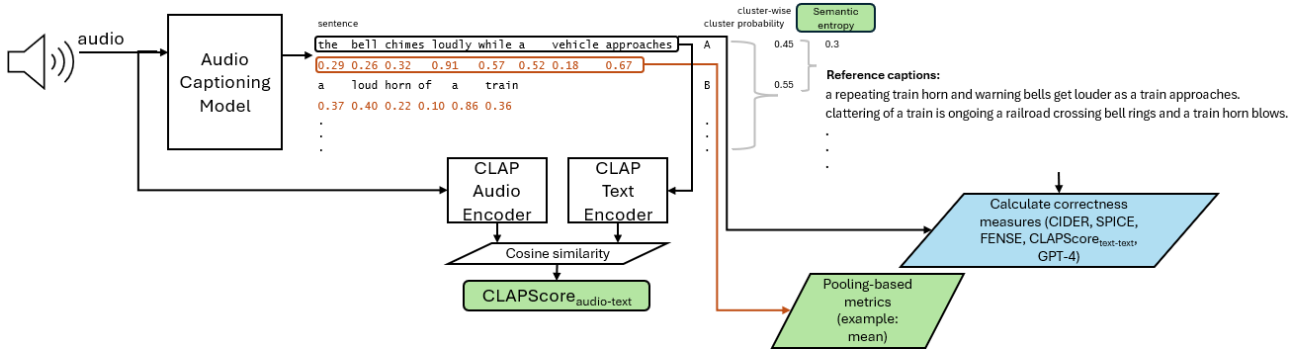 audio
Audio
Captioning
Model
sentence
the bell chimes loudly while a vehicle approaches
0.29 0.26 0.32 0.91 0.57 0.52 0.18 0.67
a loud horn of a train
0.37 0.40 0.22 0.10 0.86 0.36
.
.
.
cluster
A
B
.
.
.
cluster-wise
probability
0.45
0.55
Semantic
entropy
0.3
Reference captions:
a repeating train horn and warning bells get louder as a train approaches.
clattering of a train is ongoing a railroad crossing bell rings and a train horn blows.
.
.
.
CLAP
Audio
Encoder
CLAP
Text
Encoder
Cosine similarity
CLAPScore audio-text
Calculate correctness
measures (CIDER, SPICE,
FENSE, CLAPScore text-text,
GPT-4)
Pooling-based
metrics
(example:
mean)